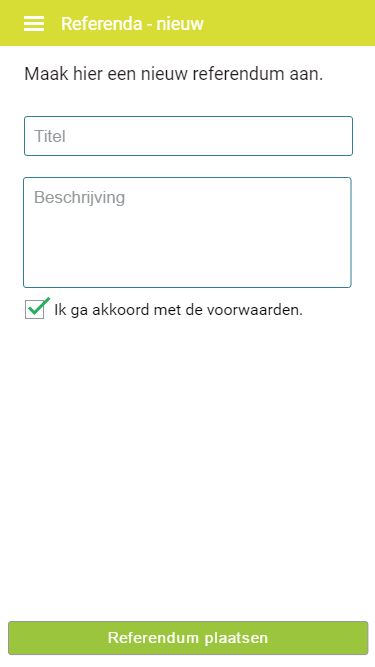 Referenda - nieuw
Maak hier een nieuw referendum aan.
Titel
Beschrijving
Ik ga akkoord met de voorwaarden.
Referendum plaatsen